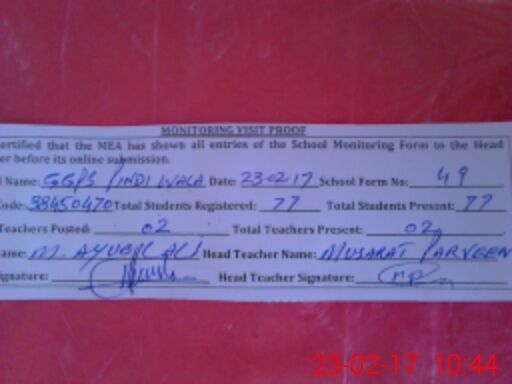 MONITORING VISIT PROOF
ertified that the MEA has shown all entries of the School Monitoring Form to the Head
er before its online submission.
l Name: GGPS PINDI WALA Date: 23-02-17 School Form No: 49
Code: 38450470 Total Students Registered: 77 Total Students Present: 77
Teachers Posted: 02 Total Teachers Present: 02
ame: M. AYUB ALI Head Teacher Name: MUSARAT PARVEEN
ignature: Head Teacher Signature: MP
23-02-17 10:44